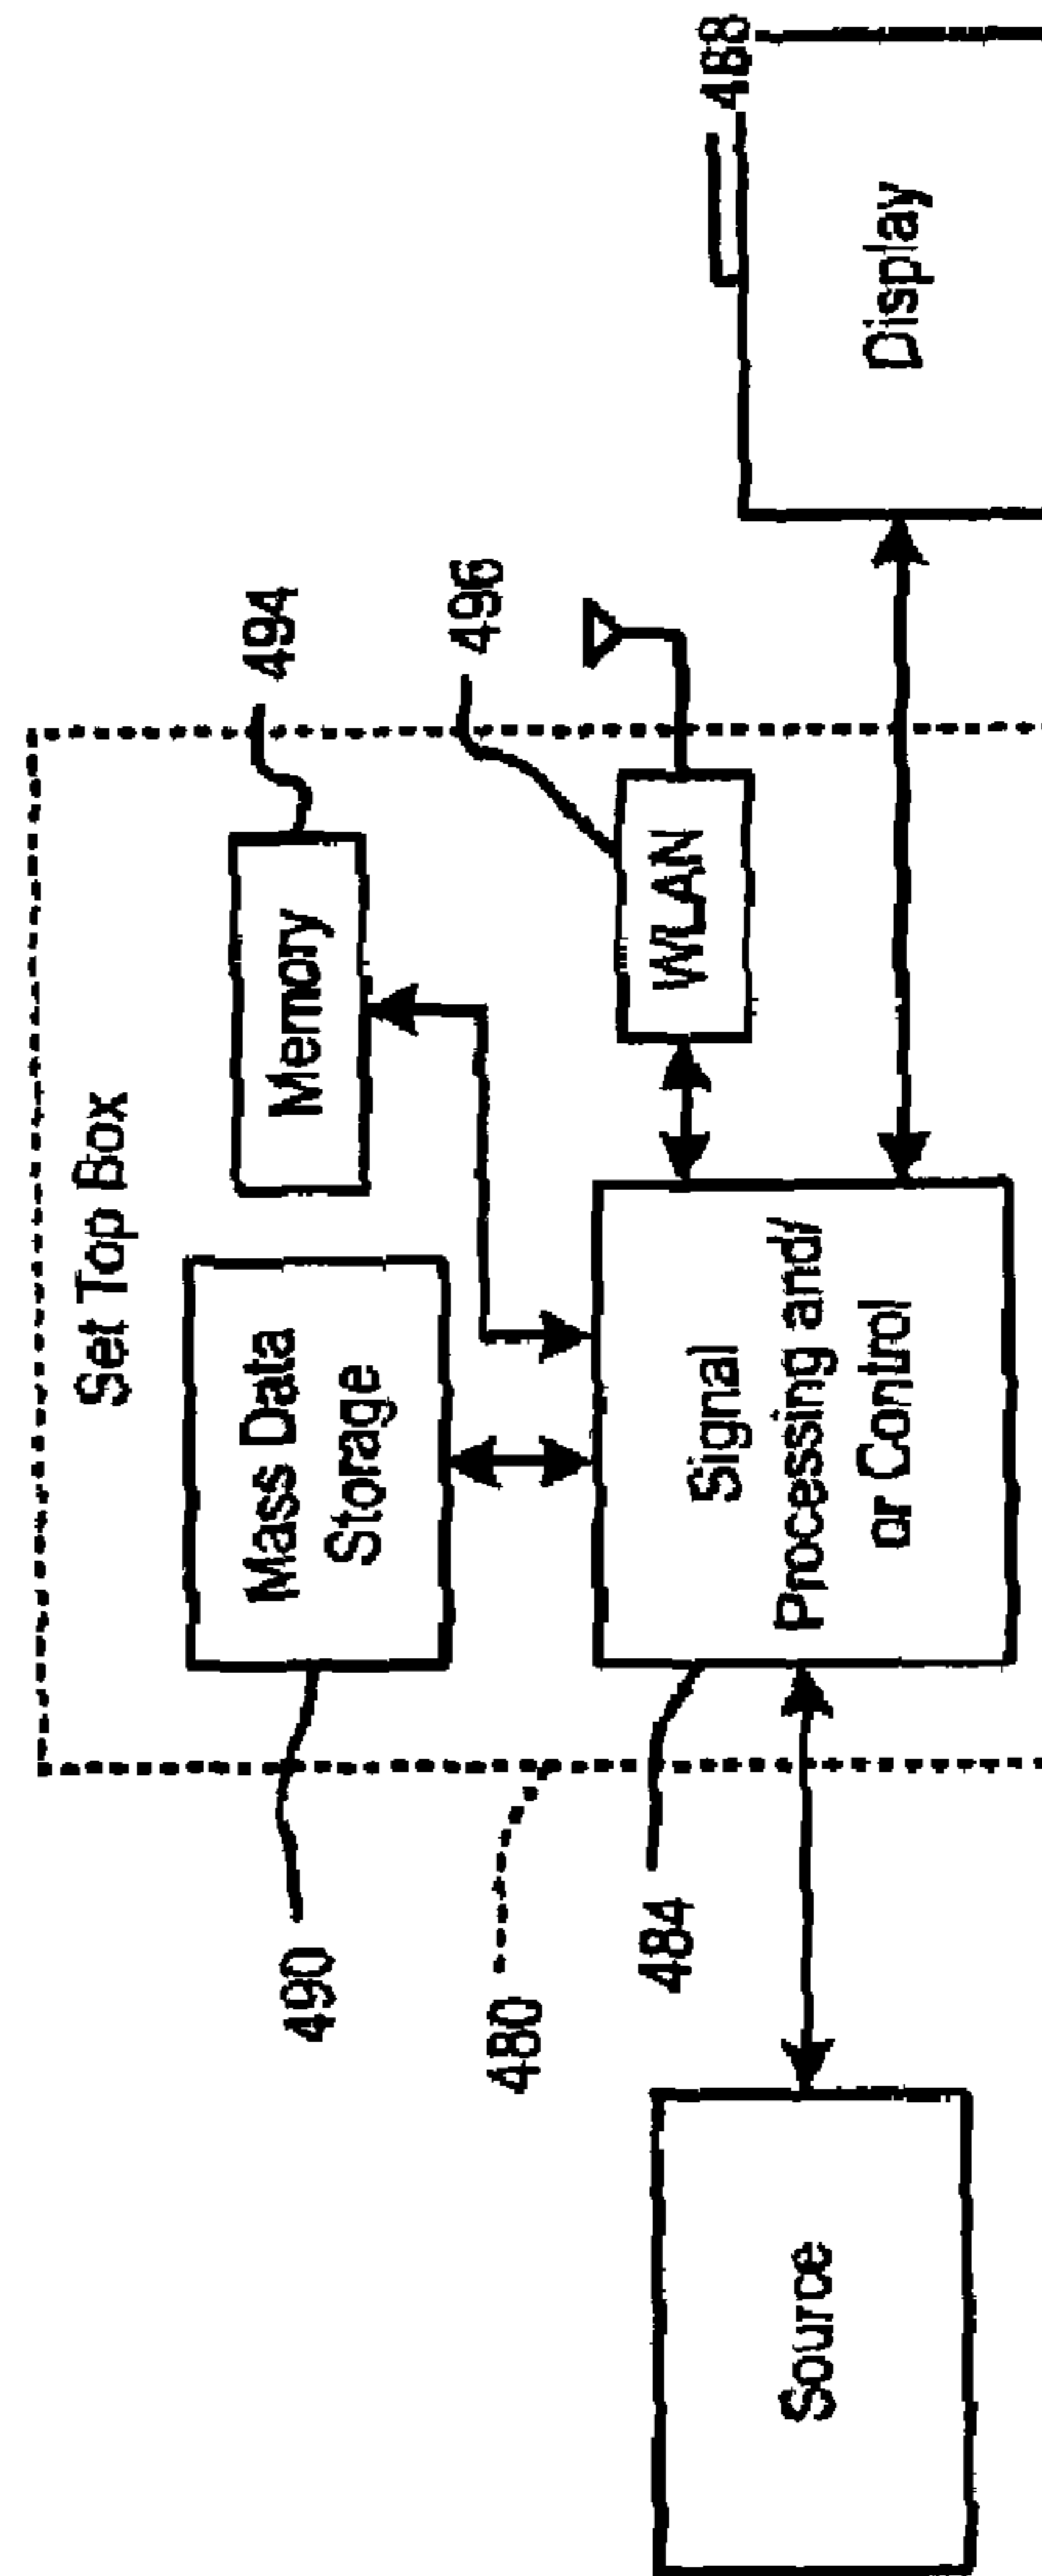 Set Top Box
490
Mass Data
Storage
Memory
494
480
496
484
Signal
Processing and/
or Control
WLAN
488
Source
Display